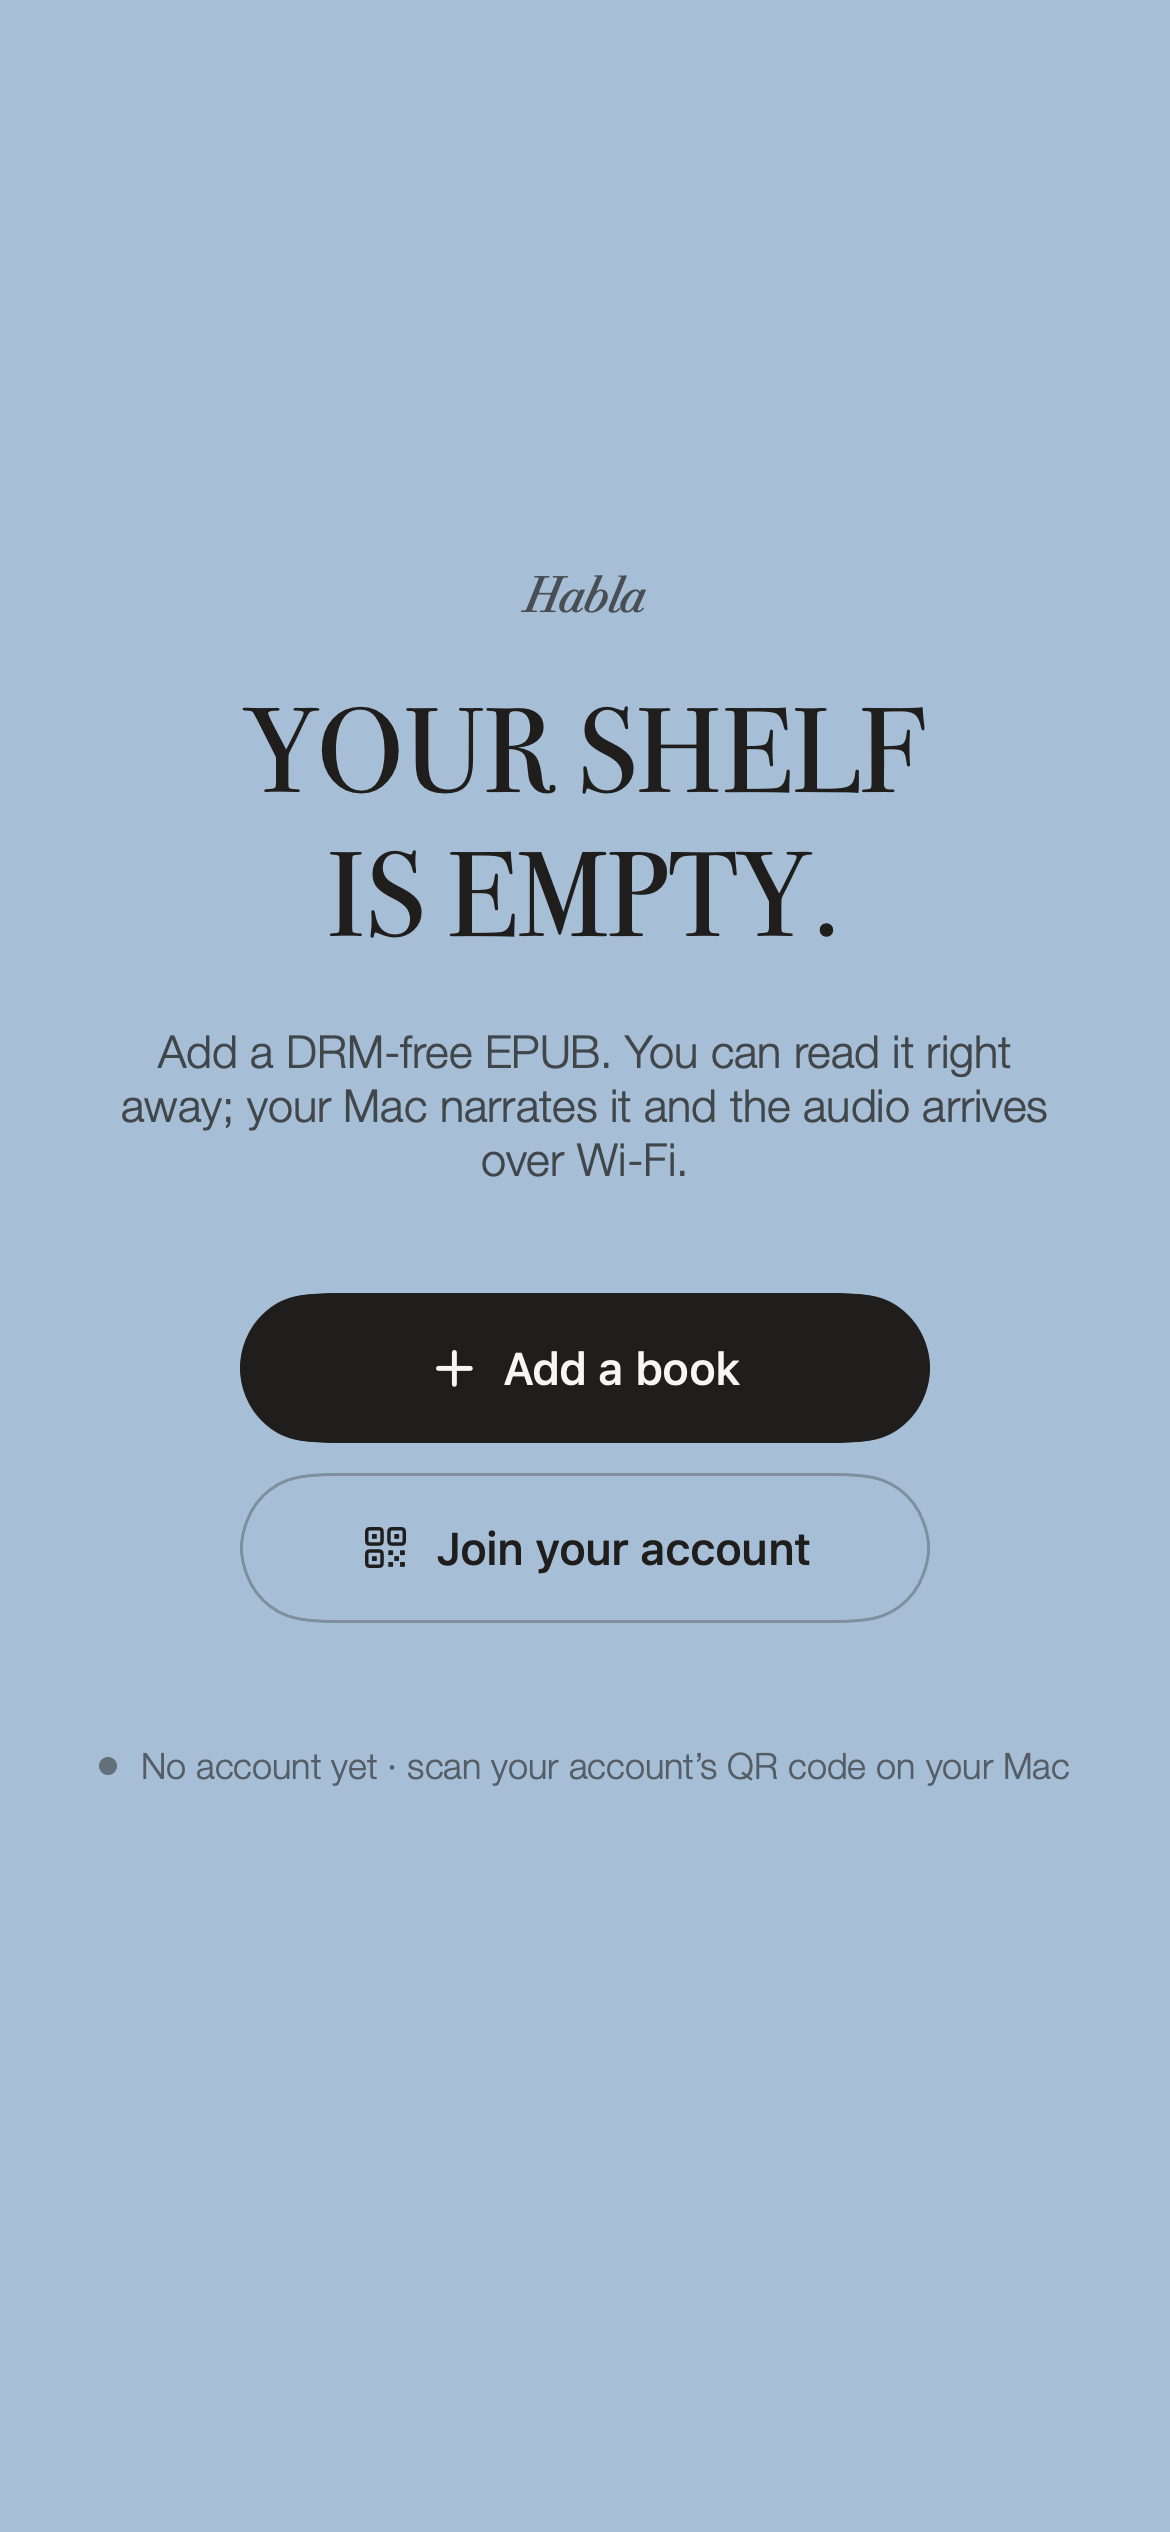 Habla
YOUR SHELF
IS EMPTY.
Add a DRM-free EPUB. You can read it right
away; your Mac narrates it and the audio arrives
over Wi-Fi.
Add a book
Join your account
No account yet · scan your account’s QR code on your Mac